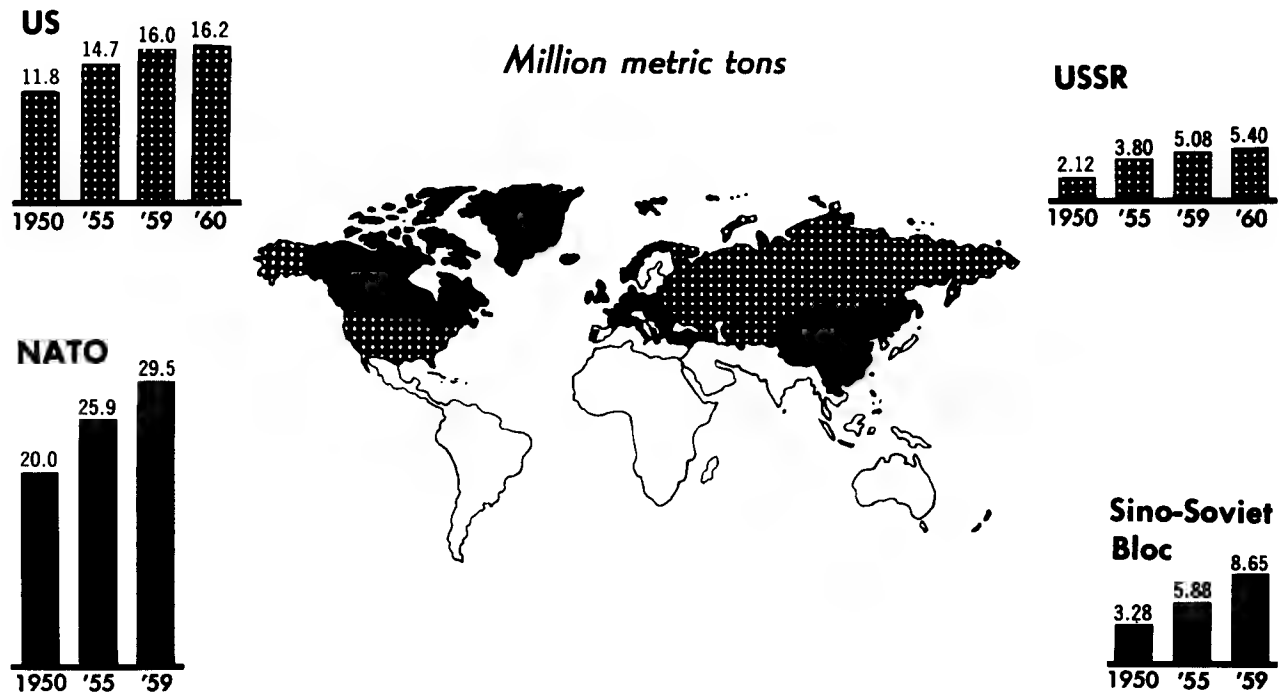 US
11.8 14.7 16.0 16.2
1950 '55 '59 '60
Million metric tons
USSR
2.12 3.80 5.08 5.40
1950 '55 '59 '60
NATO
20.0 25.9 29.5
1950 '55 '59
Sino-Soviet
Bloc
3.28 5.88 8.65
1950 '55 '59